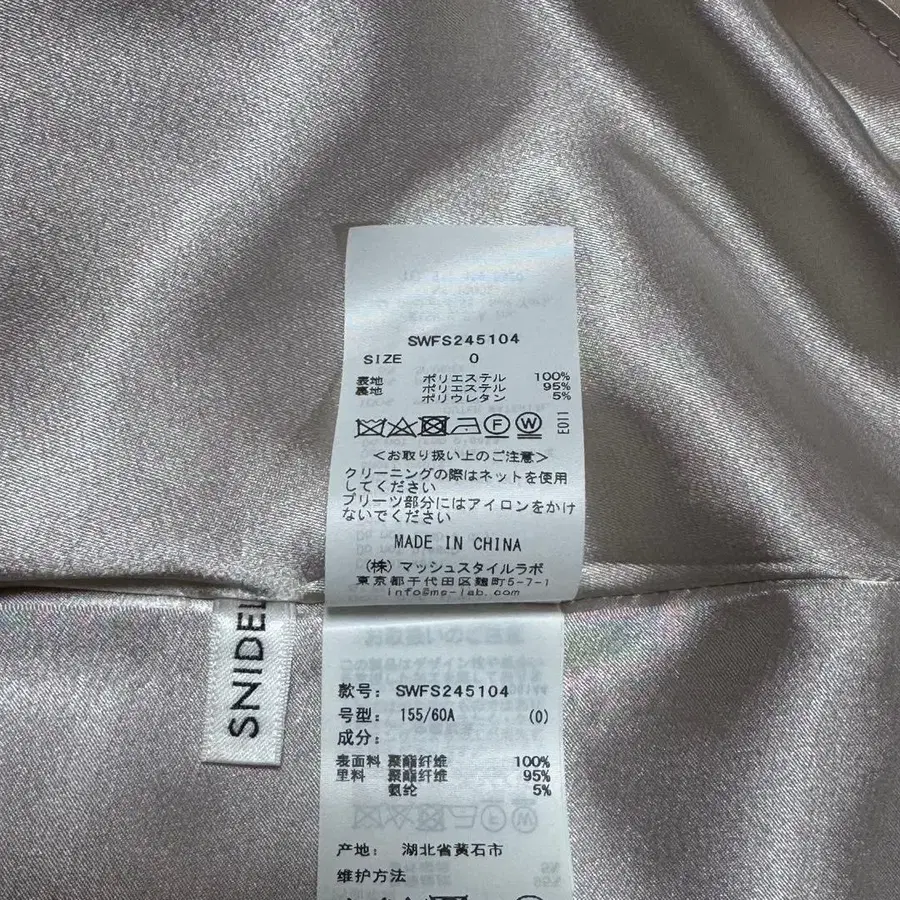 SWFS245104
SIZE 0
表地 ポリエステル 100%
裏地 ポリエステル 95%
ポリウレタン 5%
F W
E011
<お取り扱い上のご注意>
クリーニングの際はネットを使用
してください
プリーツ部分にはアイロンをかけ
ないでください
MADE IN CHINA
(株) マッシュスタイルラボ
東京都千代田区麹町5-7-1
info@ms-lab.com
SNIDEL
款号: SWFS245104
号型: 155/60A (0)
成分:
表面料 聚酯纤维 100%
里料 聚酯纤维 95%
氨纶 5%
产地: 湖北省黄石市
维护方法